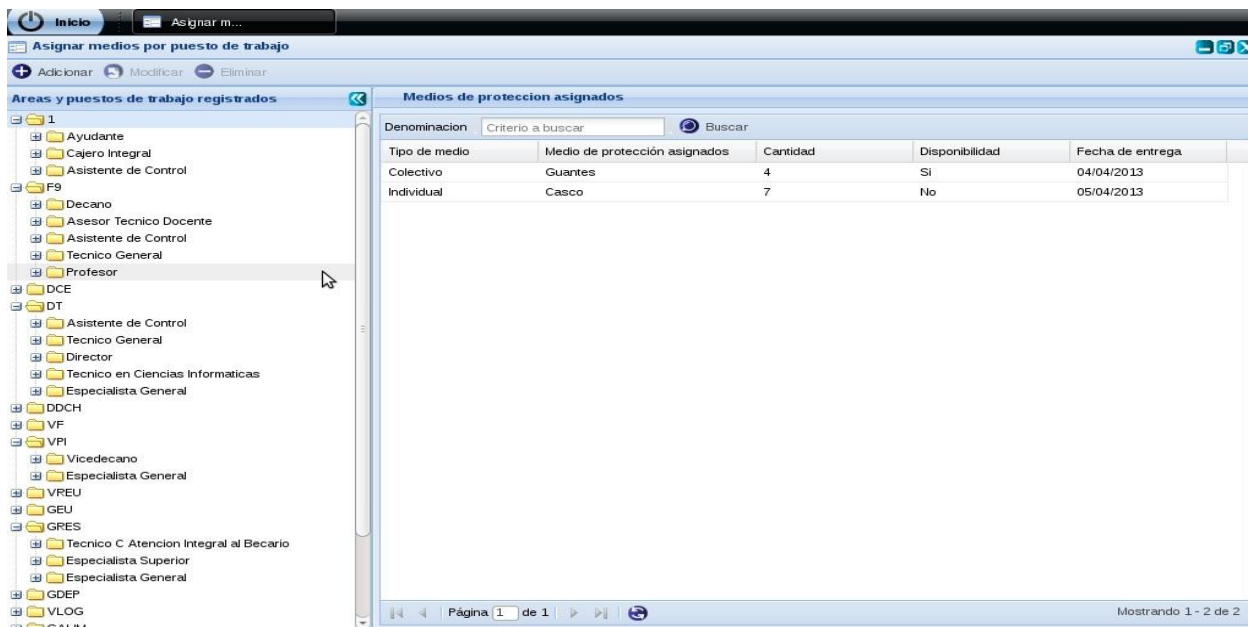 Inicio
Asignar m...
Asignar medios por puesto de trabajo
Adicionar Modificar Eliminar
Areas y puestos de trabajo registrados
1
Ayudante
Cajero Integral
Asistente de Control
F9
Decano
Asesor Tecnico Docente
Asistente de Control
Tecnico General
Profesor
DCE
DT
Asistente de Control
Tecnico General
Director
Tecnico en Ciencias Informaticas
Especialista General
DDCH
VF
VPI
Vicedecano
Especialista General
VREU
GEU
GRES
Tecnico C Atencion Integral al Becario
Especialista Superior
Especialista General
GDEP
VLOG
Medios de proteccion asignados
Denominacion Criterio a buscar Buscar
Tipo de medio Medio de protección asignados Cantidad Disponibilidad Fecha de entrega
Colectivo Guantes 4 Si 04/04/2013
Individual Casco 7 No 05/04/2013
Página 1 de 1
Mostrando 1 - 2 de 2